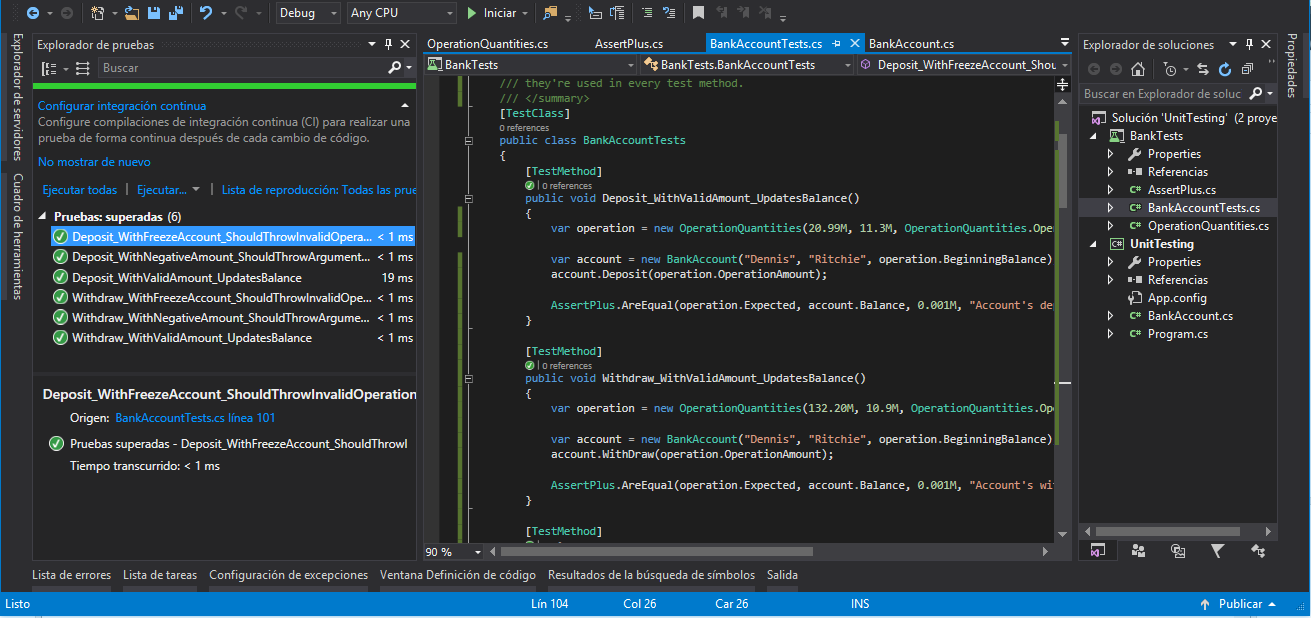 Debug
Any CPU
Iniciar
Explorador de servidores
Cuadro de herramientas
Explorador de pruebas
Buscar
Configurar integración continua
Configure compilaciones de integración continua (CI) para realizar una
prueba de forma continua después de cada cambio de código.
No mostrar de nuevo
Ejecutar todas | Ejecutar... | Lista de reproducción: Todas las prue
Pruebas: superadas (6)
Deposit_WithFreezeAccount_ShouldThrowInvalidOpera... < 1 ms
Deposit_WithNegativeAmount_ShouldThrowArgument... < 1 ms
Deposit_WithValidAmount_UpdatesBalance 19 ms
Withdraw_WithFreezeAccount_ShouldThrowInvalidOpe... < 1 ms
Withdraw_WithNegativeAmount_ShouldThrowArgume... < 1 ms
Withdraw_WithValidAmount_UpdatesBalance < 1 ms
Deposit_WithFreezeAccount_ShouldThrowInvalidOperation
Origen: BankAccountTests.cs línea 101
Pruebas superadas - Deposit_WithFreezeAccount_ShouldThrowI
Tiempo transcurrido: < 1 ms
OperationQuantities.cs
AssertPlus.cs
BankAccountTests.cs
BankAccount.cs
BankTests
BankTests.BankAccountTests
Deposit_WithFreezeAccount_Shou
/// they're used in every test method.
/// </summary>
[TestClass]
0 references
public class BankAccountTests
{
[TestMethod]
| 0 references
public void Deposit_WithValidAmount_UpdatesBalance()
{
var operation = new OperationQuantities(20.99M, 11.3M, OperationQuantities.Ope
var account = new BankAccount("Dennis", "Ritchie", operation.BeginningBalance)
account.Deposit(operation.OperationAmount);
AssertPlus.AreEqual(operation.Expected, account.Balance, 0.001M, "Account's de
}
[TestMethod]
| 0 references
public void Withdraw_WithValidAmount_UpdatesBalance()
{
var operation = new OperationQuantities(132.20M, 10.9M, OperationQuantities.Op
var account = new BankAccount("Dennis", "Ritchie", operation.BeginningBalance)
account.WithDraw(operation.OperationAmount);
AssertPlus.AreEqual(operation.Expected, account.Balance, 0.001M, "Account's wi
}
[TestMethod]
90 %
Explorador de soluciones
Buscar en Explorador de soluc
Solución 'UnitTesting' (2 proye
BankTests
Properties
Referencias
AssertPlus.cs
BankAccountTests.cs
OperationQuantities.cs
UnitTesting
Properties
Referencias
App.config
BankAccount.cs
Program.cs
Propiedades
Lista de errores
Lista de tareas
Configuración de excepciones
Ventana Definición de código
Resultados de la búsqueda de símbolos
Salida
Listo
Lín 104
Col 26
Car 26
INS
Publicar